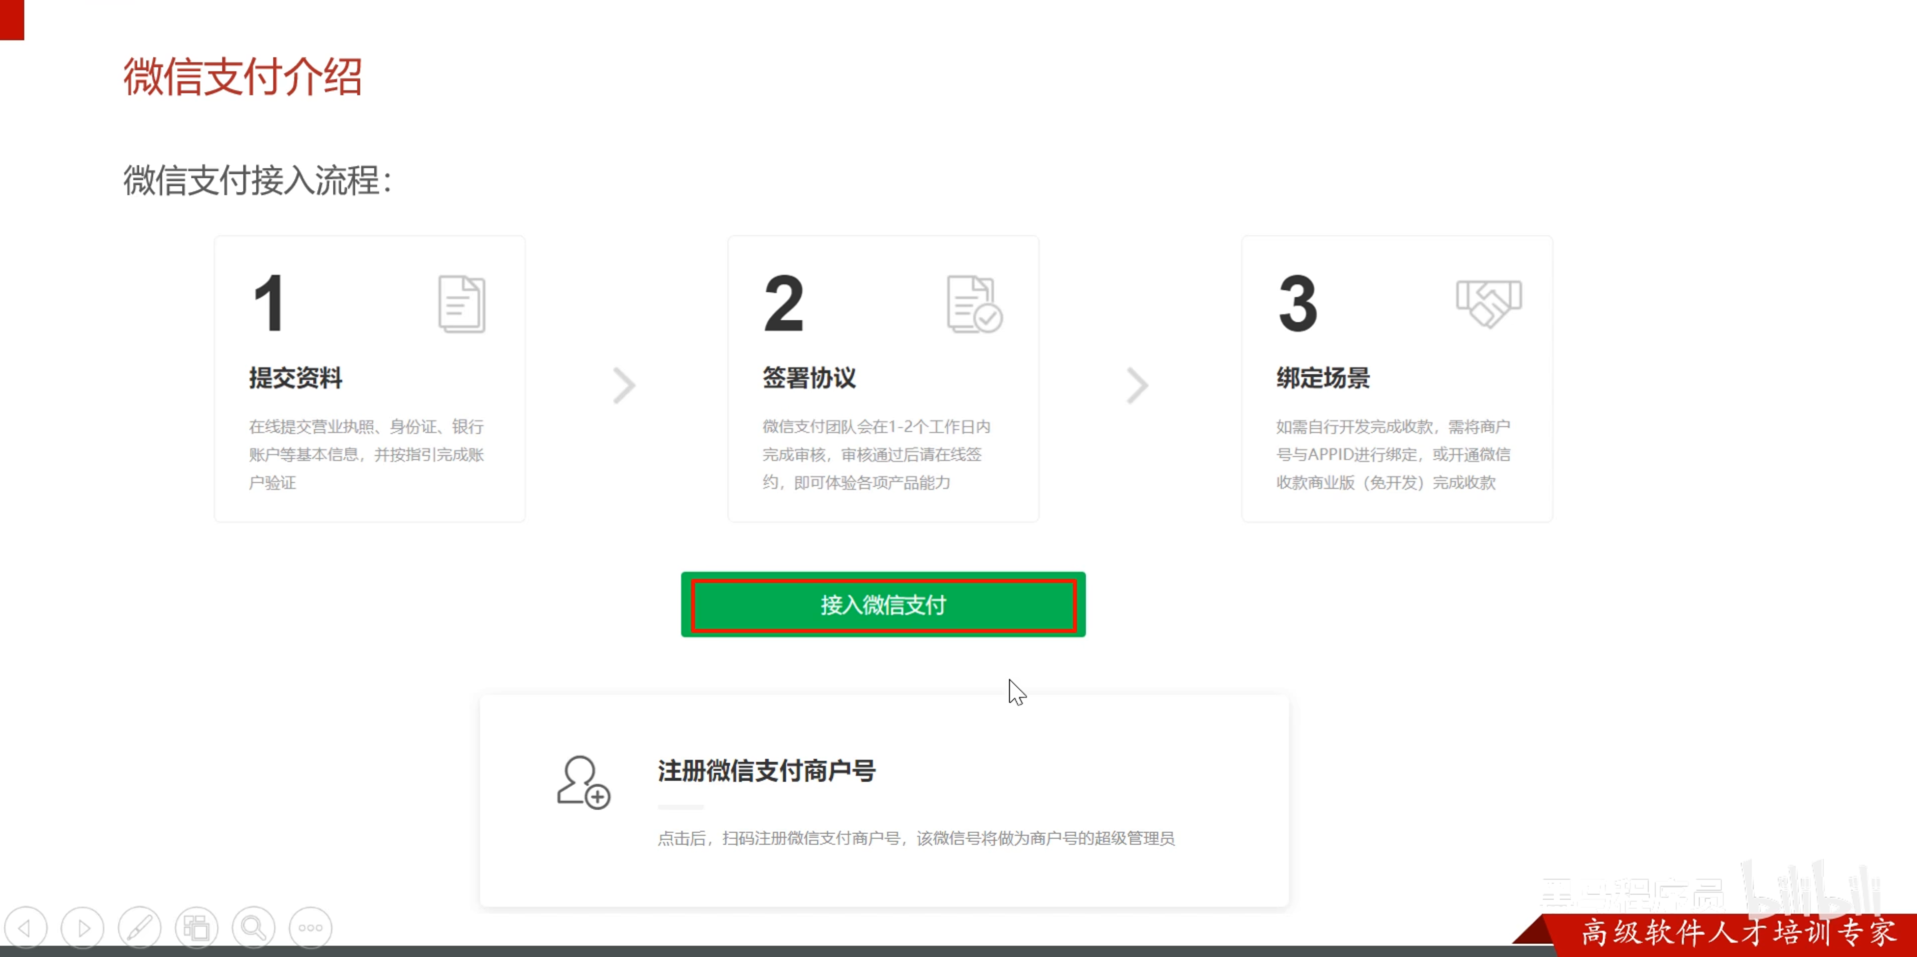 微信支付介绍
微信支付接入流程：
1
提交资料
在线提交营业执照、身份证、银行
账户等基本信息，并按指引完成账
户验证
2
签署协议
微信支付团队会在1-2个工作日内
完成审核，审核通过后请在线签
约，即可体验各项产品能力
3
绑定场景
如需自行开发完成收款，需将商户
号与APPID进行绑定，或开通微信
收款商业版（免开发）完成收款
接入微信支付
注册微信支付商户号
点击后，扫码注册微信支付商户号，该微信号将做为商户号的超级管理员
程序员
bilibili
高级软件人才培训专家